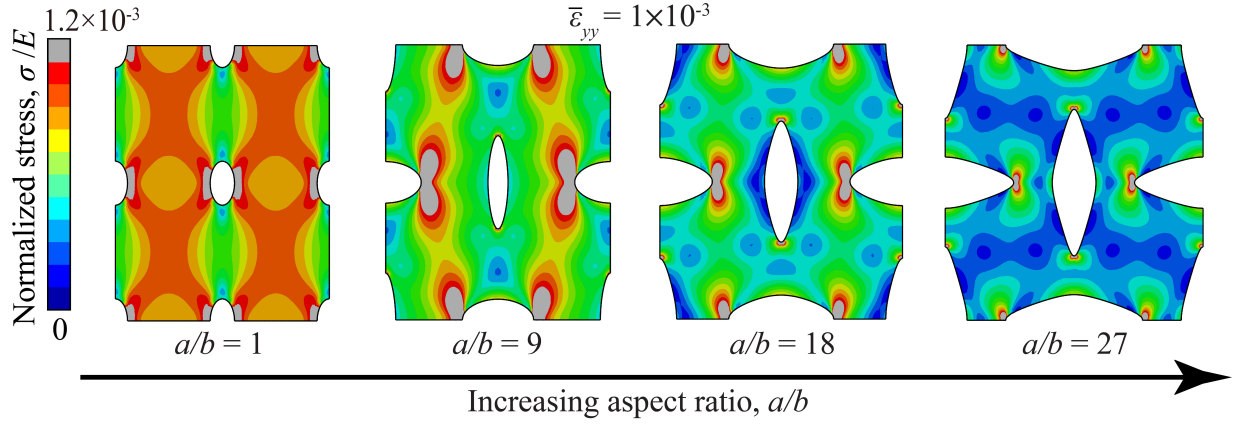 1.2×10⁻³
ε̅yy = 1×10⁻³
Normalized stress, σ/E
0
a/b = 1
a/b = 9
a/b = 18
a/b = 27
Increasing aspect ratio, a/b